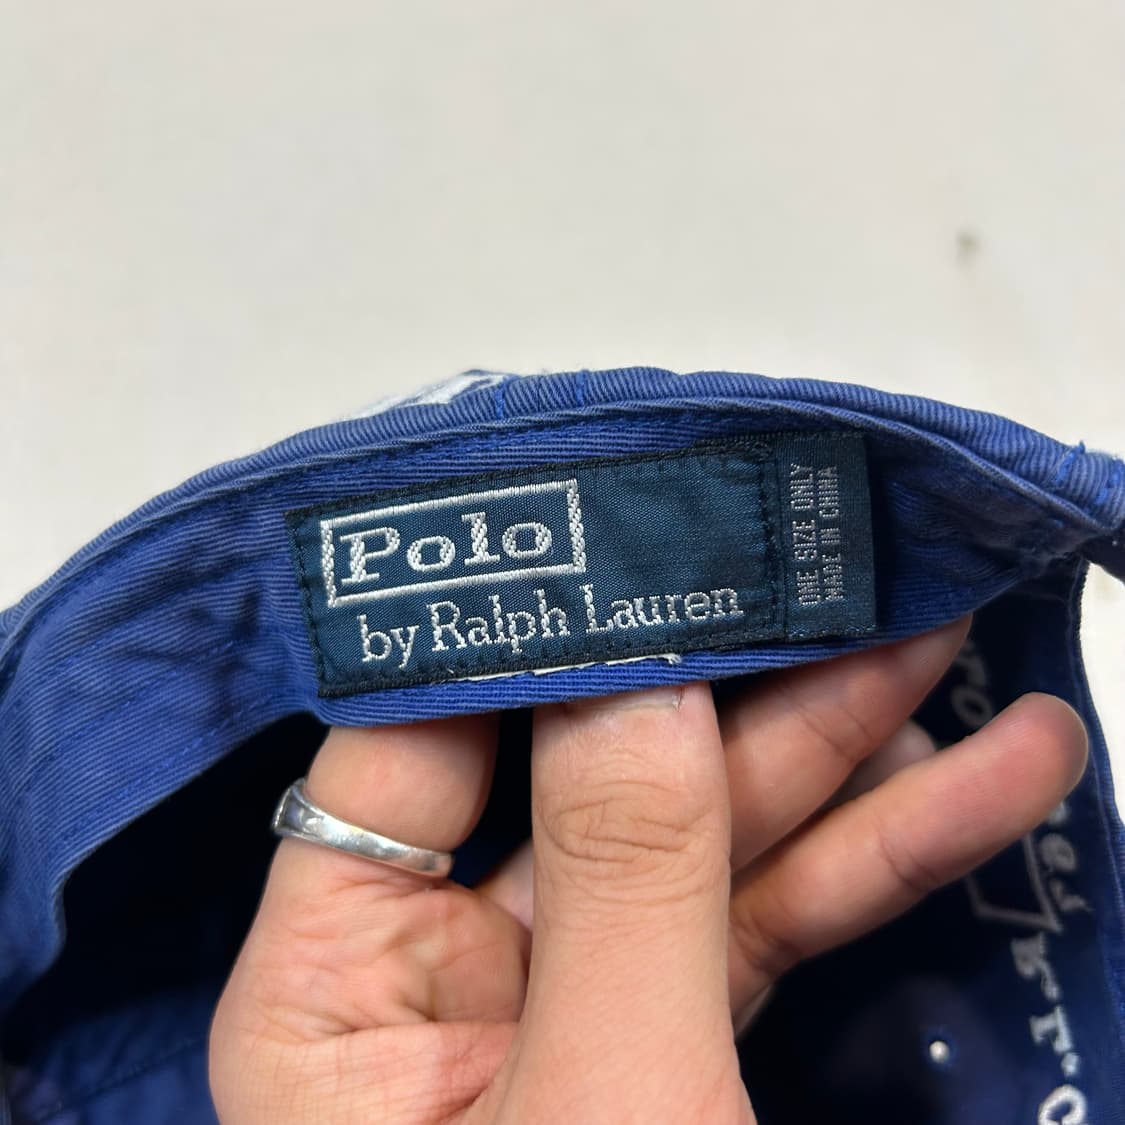 Polo
by Ralph Lauren
ONE SIZE ONLY
MADE IN CHINA